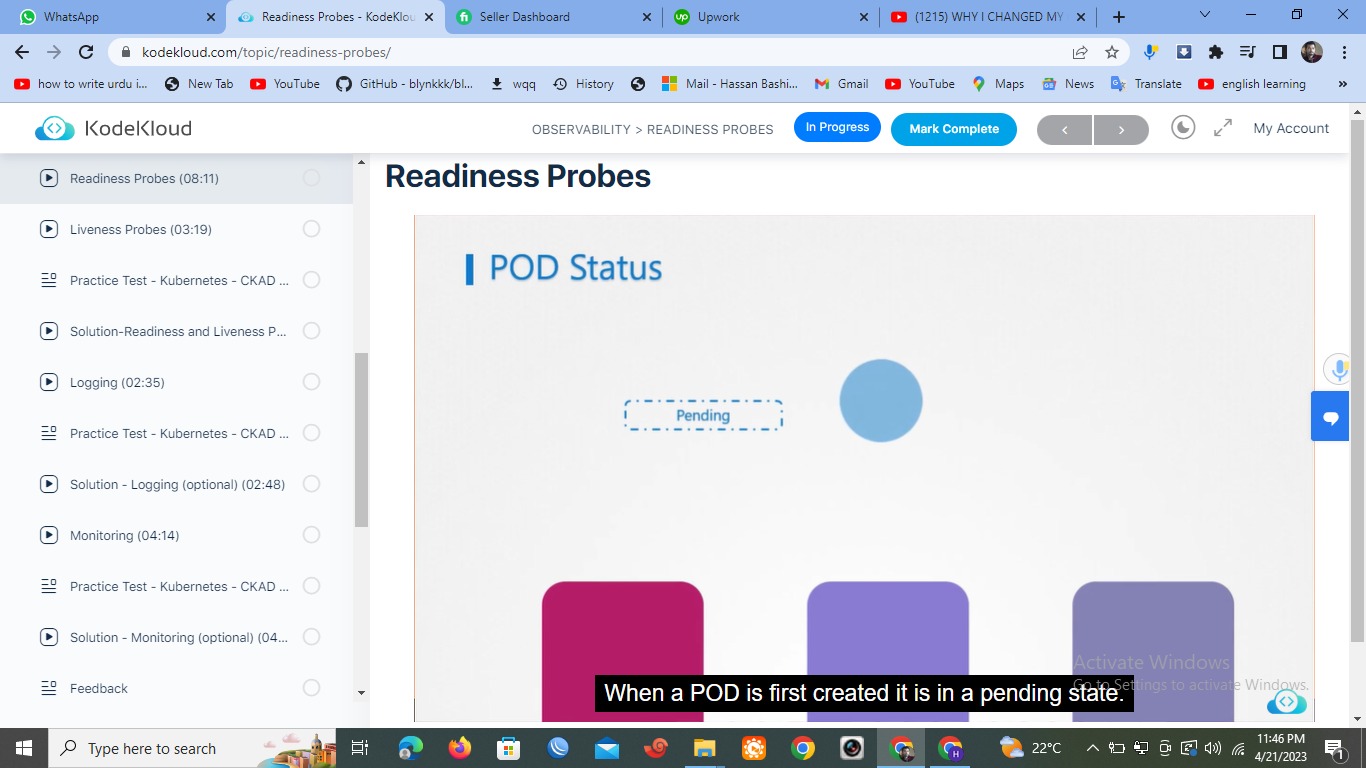 WhatsApp
Readiness Probes - KodeKlou
Seller Dashboard
Upwork
(1215) WHY I CHANGED MY
kodekloud.com/topic/readiness-probes/
how to write urdu i...
New Tab
YouTube
GitHub - blynkkk/bl...
wqq
History
Mail - Hassan Bashi...
Gmail
YouTube
Maps
News
Translate
english learning
KodeKloud
OBSERVABILITY > READINESS PROBES
In Progress
Mark Complete
My Account
Readiness Probes (08:11)
Liveness Probes (03:19)
Practice Test - Kubernetes - CKAD ...
Solution-Readiness and Liveness P...
Logging (02:35)
Practice Test - Kubernetes - CKAD ...
Solution - Logging (optional) (02:48)
Monitoring (04:14)
Practice Test - Kubernetes - CKAD ...
Solution - Monitoring (optional) (04...
Feedback
Readiness Probes
POD Status
Pending
When a POD is first created it is in a pending state.
Activate Windows
Go to Settings to activate Windows.
Type here to search
22°C
11:46 PM
4/21/2023
1